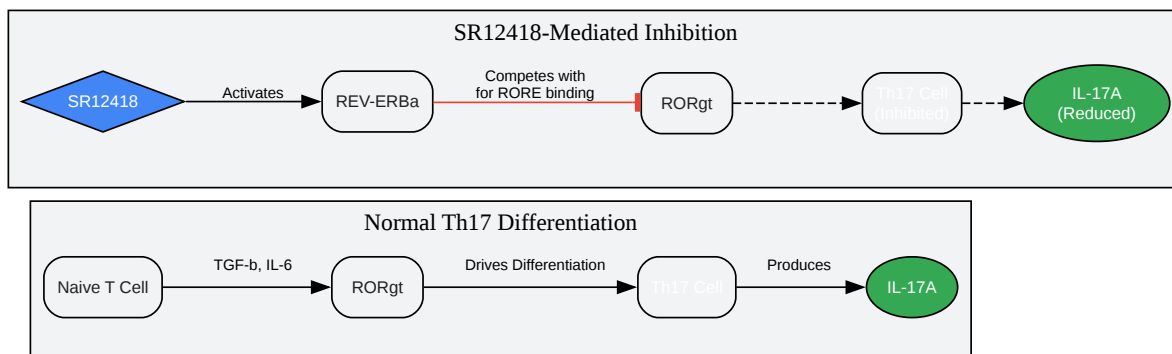 SR12418-Mediated Inhibition
SR12418
Activates
REV-ERBa
Competes with
for RORE binding
RORgt
Th17 Cell
(Inhibited)
IL-17A
(Reduced)
Normal Th17 Differentiation
Naive T Cell
TGF-b, IL-6
RORgt
Drives Differentiation
Th17 Cell
Produces
IL-17A